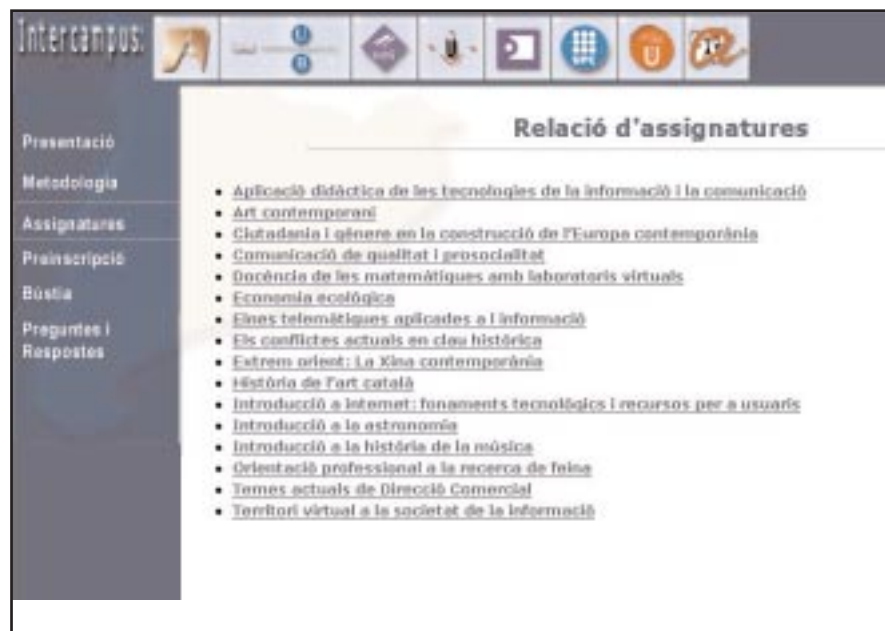 Intercampus:
U
B
UPC
U
Relació d'assignatures
Presentació
Metodologia
Assignatures
Preinscripció
Bústia
Preguntes i
Respostes
Aplicació didàctica de les tecnologies de la informació i la comunicació
Art contemporani
Ciutadania i gènere en la construcció de l'Europa contemporània
Comunicació de qualitat i prosocialitat
Docència de les matemàtiques amb laboratoris virtuals
Economia ecològica
Eines telemàtiques aplicades a l informació
Els conflictes actuals en clau històrica
Extrem orient: La Xina contemporània
Història de l'art català
Introducció a internet: fonaments tecnològics i recursos per a usuaris
Introducció a la astronomia
Introducció a la història de la música
Orientació professional a la recerca de feina
Temes actuals de Direcció Comercial
Territori virtual a la societat de la informació